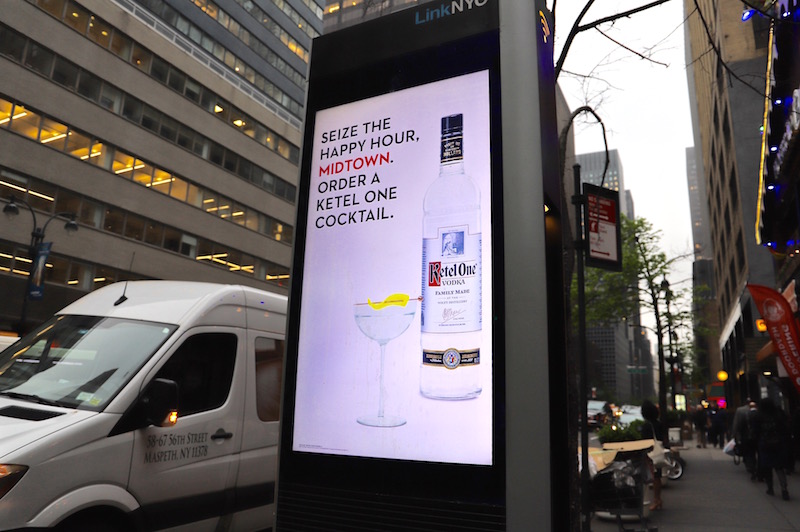 LinkNYC
SEIZE THE
HAPPY HOUR,
MIDTOWN.
ORDER A
KETEL ONE
COCKTAIL.
Ketel One
VODKA
FAMILY MADE
58-67 56TH STREET
MASPETH, NY 11378